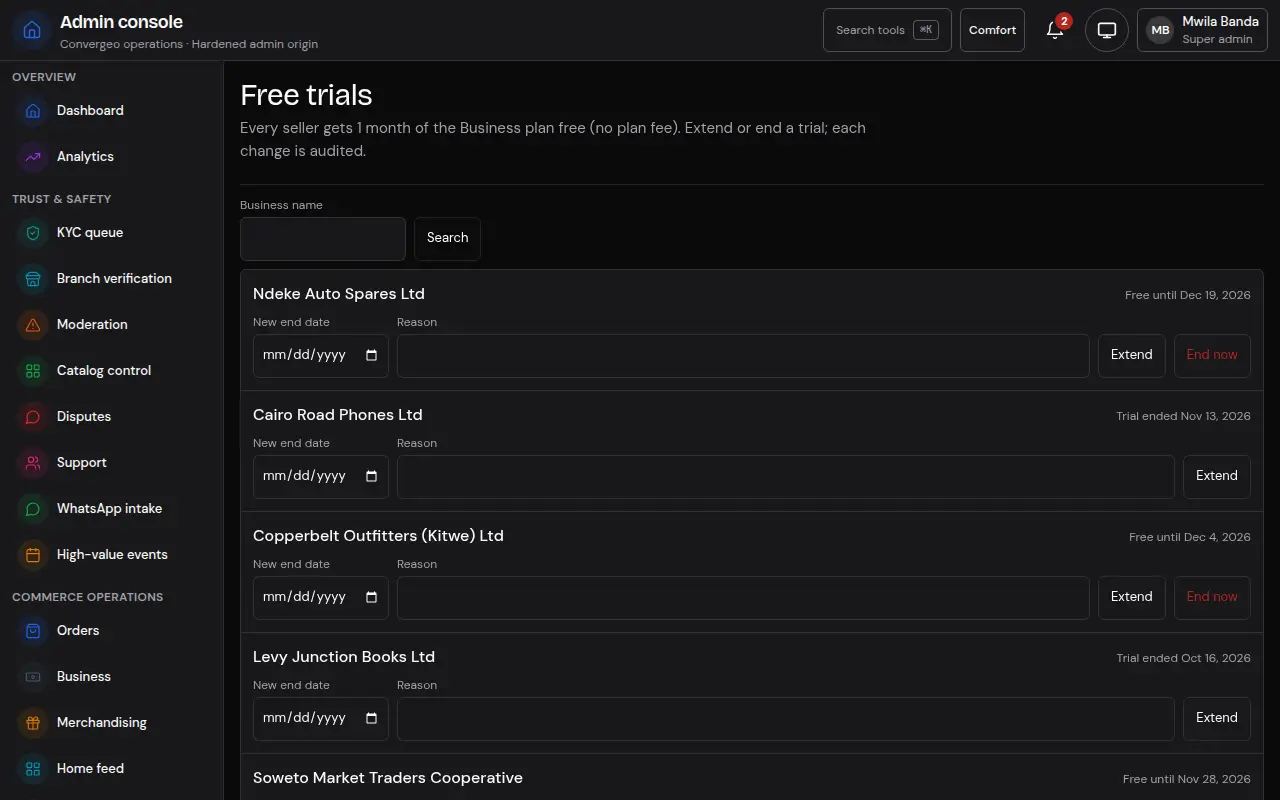 Admin console
Convergeo operations · Hardened admin origin
Search tools ⌘K
Comfort
2
MB
Mwila Banda
Super admin
OVERVIEW
Dashboard
Analytics
TRUST & SAFETY
KYC queue
Branch verification
Moderation
Catalog control
Disputes
Support
WhatsApp intake
High-value events
COMMERCE OPERATIONS
Orders
Business
Merchandising
Home feed
Free trials
Every seller gets 1 month of the Business plan free (no plan fee). Extend or end a trial; each
change is audited.
Business name
Search
Ndeke Auto Spares Ltd
Free until Dec 19, 2026
New end date
Reason
mm/dd/yyyy
Extend
End now
Cairo Road Phones Ltd
Trial ended Nov 13, 2026
New end date
Reason
mm/dd/yyyy
Extend
Copperbelt Outfitters (Kitwe) Ltd
Free until Dec 4, 2026
New end date
Reason
mm/dd/yyyy
Extend
End now
Levy Junction Books Ltd
Trial ended Oct 16, 2026
New end date
Reason
mm/dd/yyyy
Extend
Soweto Market Traders Cooperative
Free until Nov 28, 2026